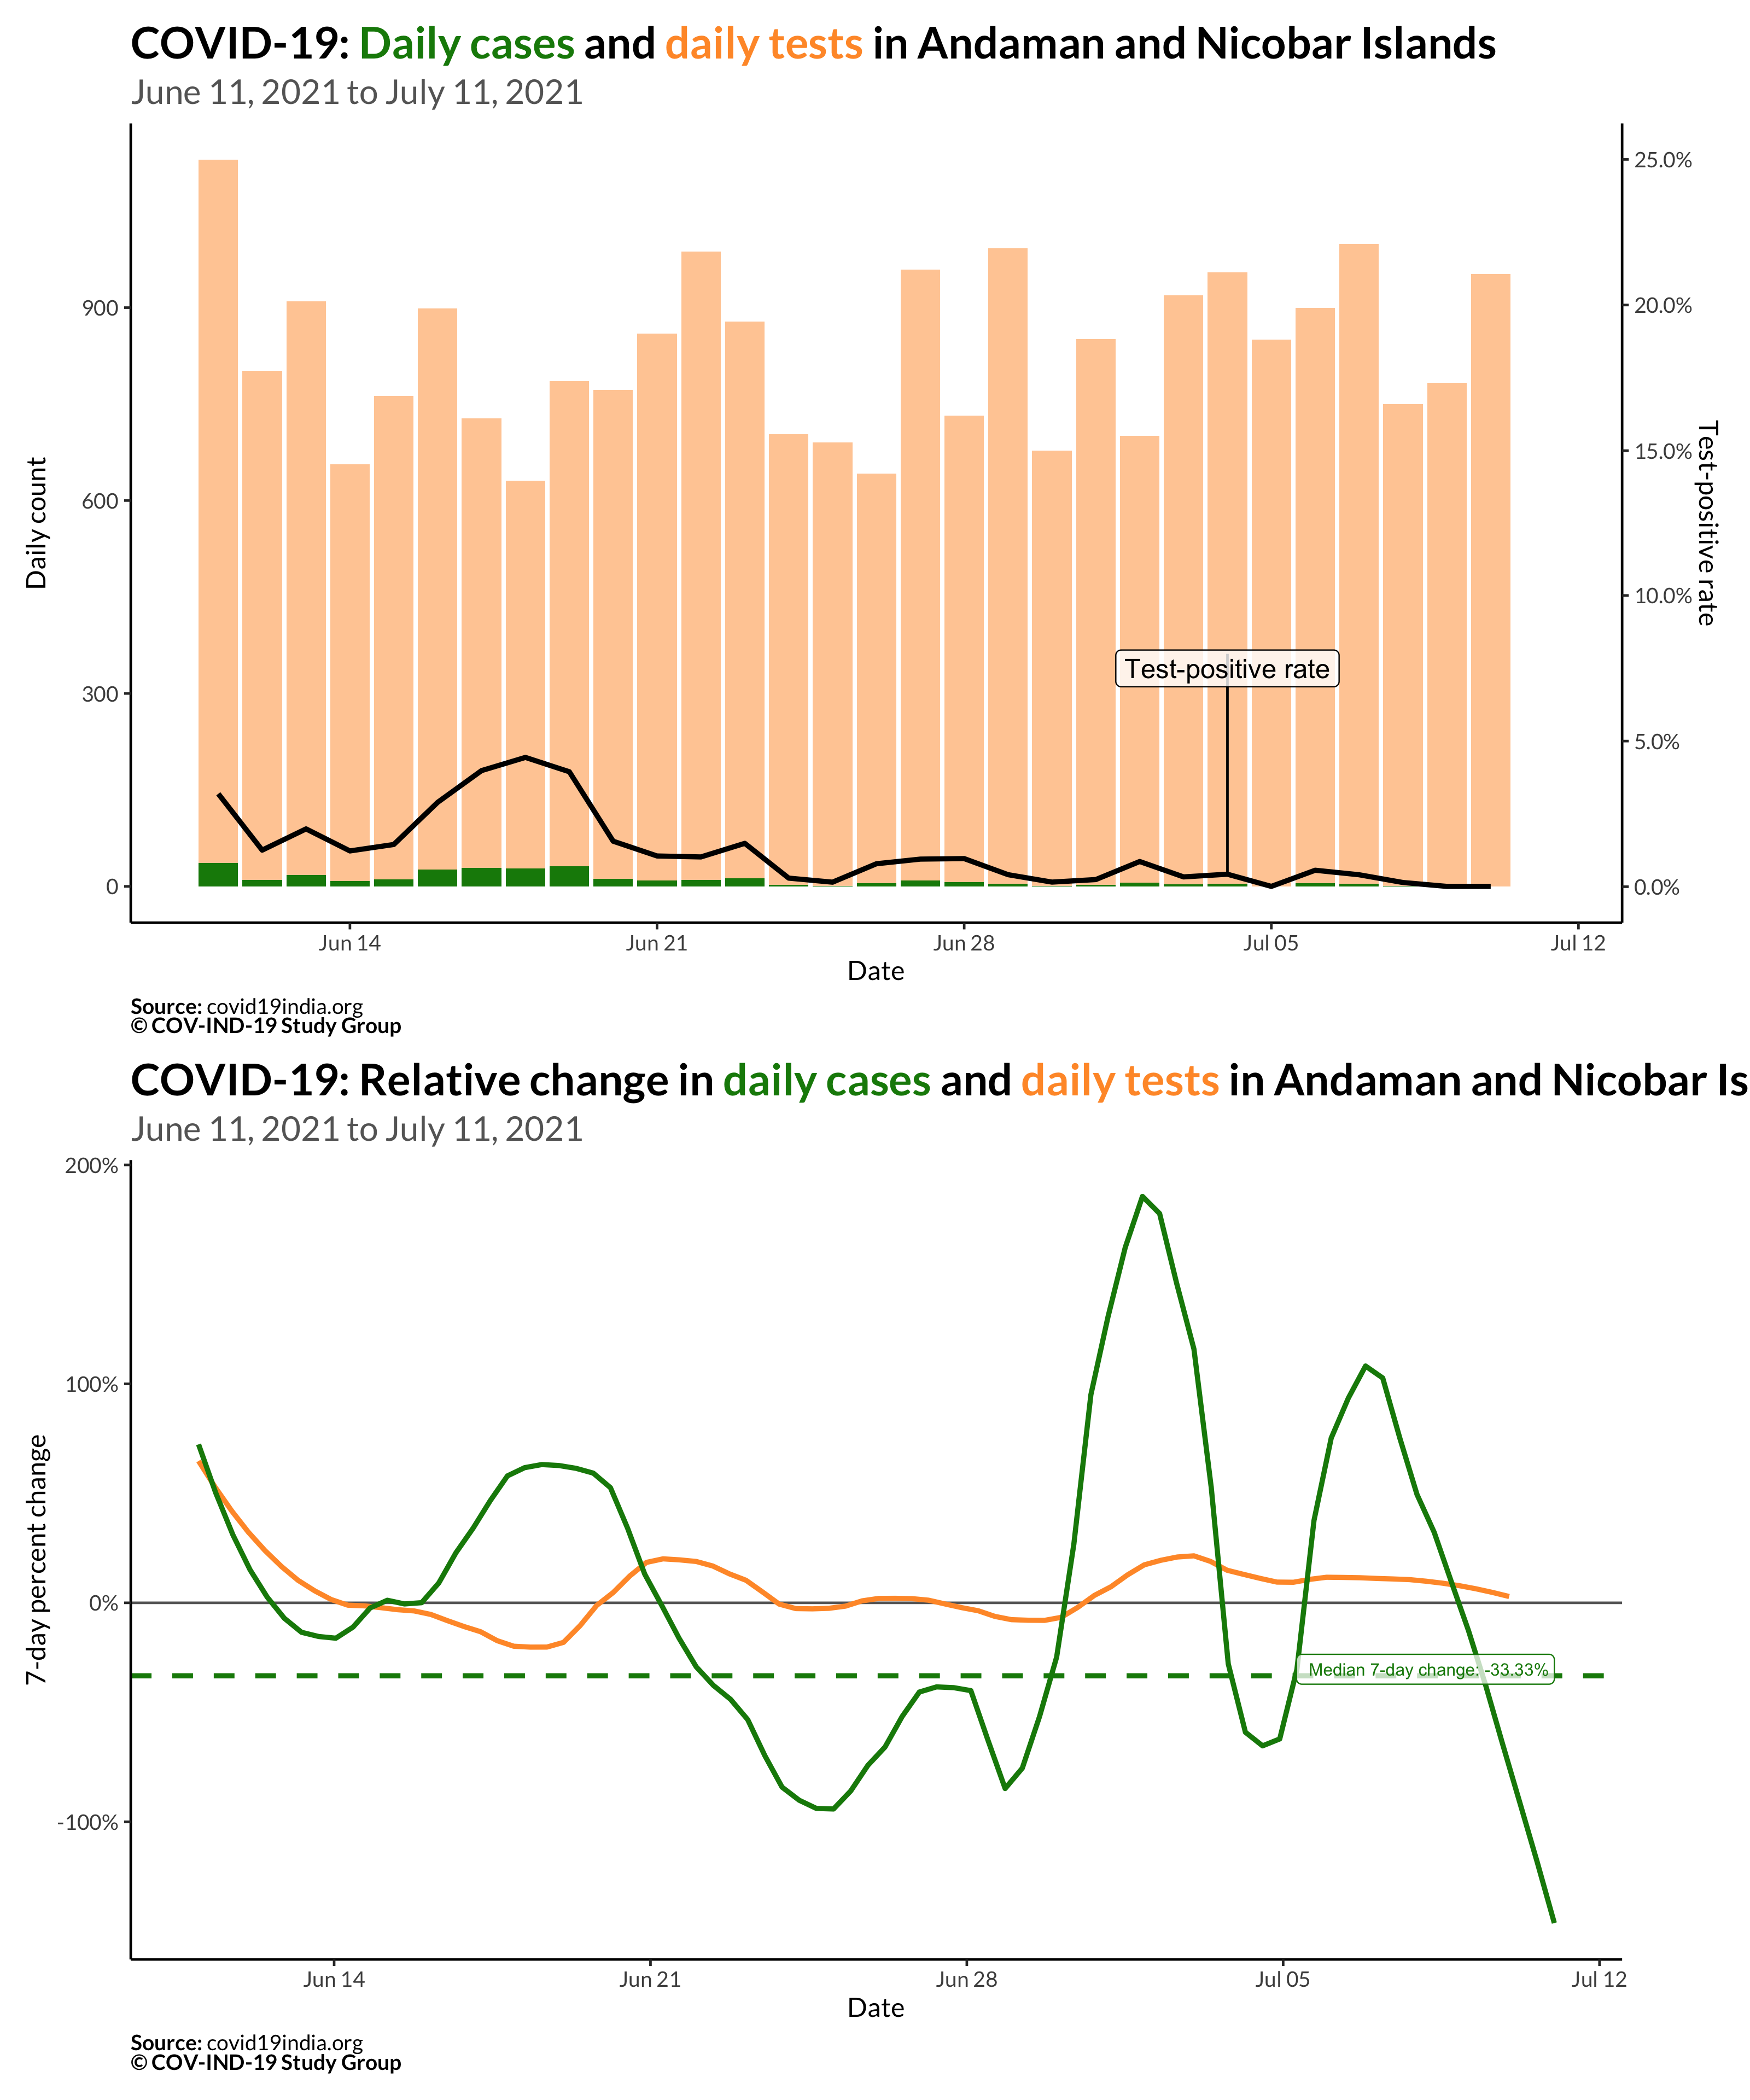 COVID-19: Daily cases and daily tests in Andaman and Nicobar Islands
June 11, 2021 to July 11, 2021
Daily count
900
600
300
0
25.0%
20.0%
15.0%
10.0%
5.0%
0.0%
Test-positive rate
Test-positive rate
Jun 14
Jun 21
Jun 28
Jul 05
Jul 12
Date
Source: covid19india.org
© COV-IND-19 Study Group
COVID-19: Relative change in daily cases and daily tests in Andaman and Nicobar Is
June 11, 2021 to July 11, 2021
7-day percent change
200%
100%
0%
-100%
Median 7-day change: -33.33%
Jun 14
Jun 21
Jun 28
Jul 05
Jul 12
Date
Source: covid19india.org
© COV-IND-19 Study Group